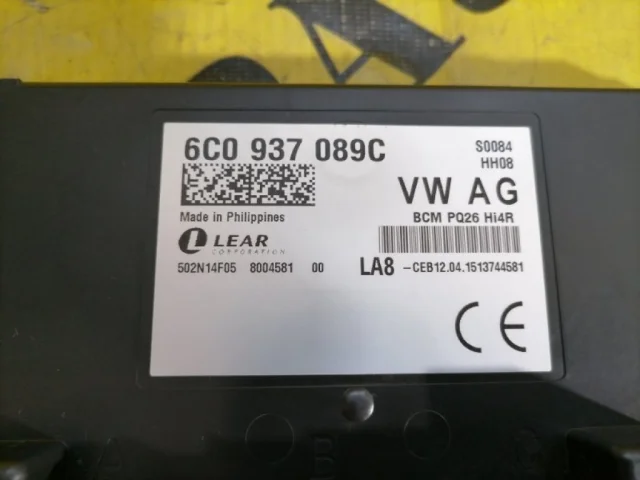 6C0 937 089C
S0084
HH08
VW AG
Made in Philippines
BCM PQ26 Hi4R
LEAR
CORPORATION
502N14F05 8004581 00
LA8 -CEB12.04.1513744581
CE
A B